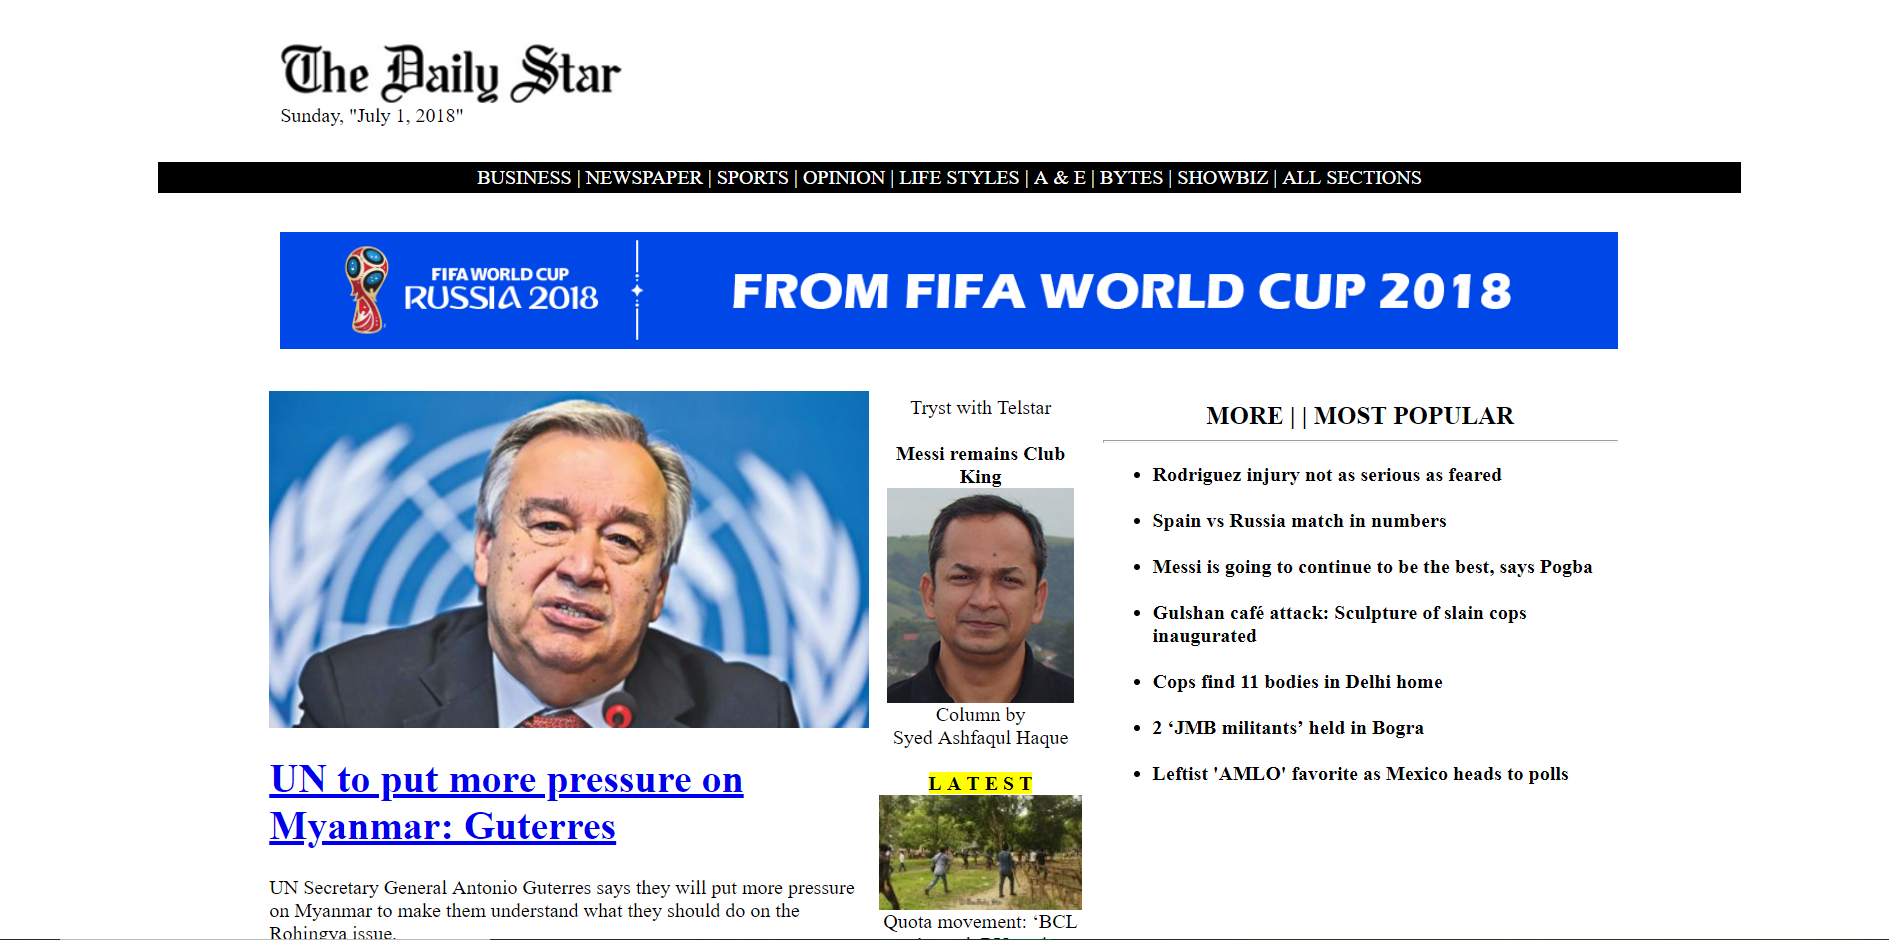 The Daily Star
Sunday, "July 1, 2018"
BUSINESS | NEWSPAPER | SPORTS | OPINION | LIFE STYLES | A & E | BYTES | SHOWBIZ | ALL SECTIONS
FIFA WORLD CUP
RUSSIA 2018
FROM FIFA WORLD CUP 2018
UN to put more pressure on
Myanmar: Guterres
UN Secretary General Antonio Guterres says they will put more pressure
on Myanmar to make them understand what they should do on the
Rohingya issue.
Tryst with Telstar
Messi remains Club
King
Column by
Syed Ashfaqul Haque
L A T E S T
Quota movement: ‘BCL
MORE | | MOST POPULAR
• Rodriguez injury not as serious as feared
• Spain vs Russia match in numbers
• Messi is going to continue to be the best, says Pogba
• Gulshan café attack: Sculpture of slain cops
inaugurated
• Cops find 11 bodies in Delhi home
• 2 ‘JMB militants’ held in Bogra
• Leftist 'AMLO' favorite as Mexico heads to polls